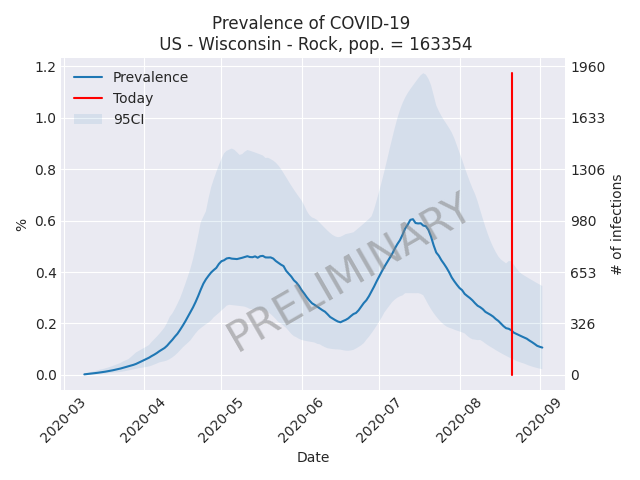 Prevalence of COVID-19
US - Wisconsin - Rock, pop. = 163354
Prevalence
Today
95CI
PRELIMINARY
%
1.2
1.0
0.8
0.6
0.4
0.2
0.0
1960
1633
1306
980
653
326
0
# of infections
2020-03
2020-04
2020-05
2020-06
2020-07
2020-08
2020-09
Date